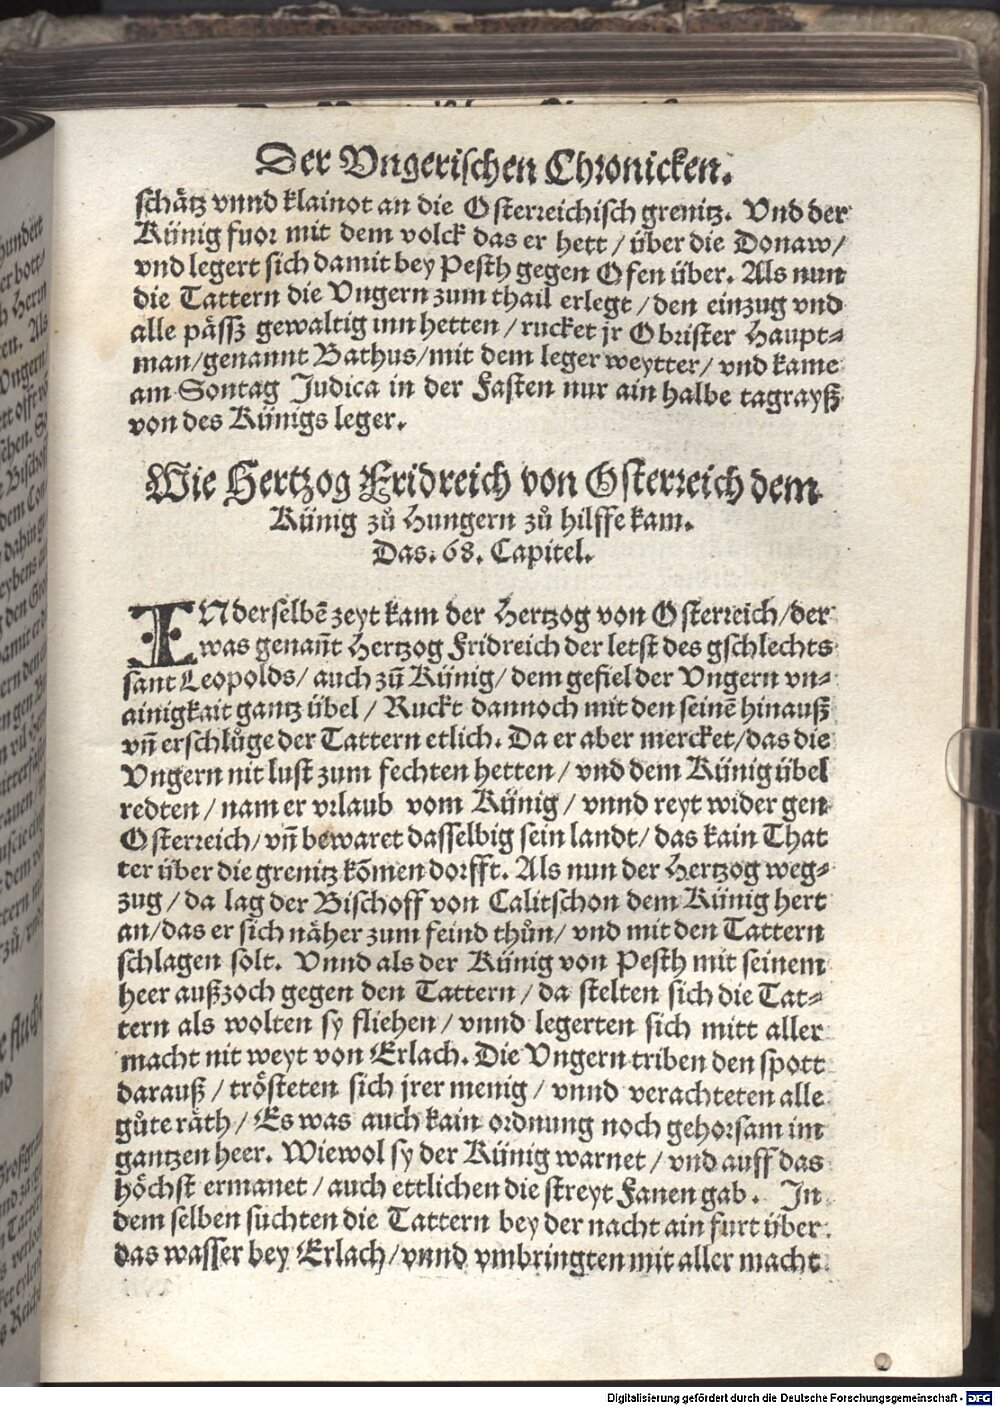 Der Vngerischen Chronicken.
schätz vnnd klainot an die Osterreichisch grenitz. Vnd der
Künig fuor mit dem volck das er hett / über die Donaw/
vnd legert sich damit bey Pesth gegen Ofen über. Als nun
die Tattern die Vngern zum thail erlegt / den einzug vnd
alle pässz gewaltig inn hetten / rucket jr Obrister Haupt-
man/genannt Bathus/mit dem leger weytter / vnd kame
am Sontag Judica in der Fasten nur ain halbe tagrayß
von des Künigs leger.
Wie Hertzog Fridreich von Osterreich dem
Künig zů Hungern zů hilffe kam.
Das. 68. Capitel.
INderselbē zeyt kam der Hertzog von Osterreich/der
was genañt Hertzog Fridreich der letst des gschlechts
sant Leopolds/ auch zū Künig/ dem gefiel der Vngern vn-
ainigkait gantz übel / Ruckt dannoch mit den seinē hinauß
vñ erschlůge der Tattern etlich. Da er aber mercket/das die
Vngern nit lust zum fechten hetten / vnd dem Künig übel
redten / nam er vrlaub vom Künig / vnnd reyt wider gen
Osterreich/vñ bewaret dasselbig sein landt/ das kain That
ter über die grenitz kōmen dorfft. Als nun der Hertzog weg-
zug / da lag der Bischoff von Calitschon dem Künig hert
an/das er sich näher zum feind thůn/ vnd mit den Tattern
schlagen solt. Vnnd als der Künig von Pesth mit seinem
heer außzoch gegen den Tattern / da stelten sich die Tat-
tern als wolten sy fliehen / vnnd legerten sich mitt aller
macht nit weyt von Erlach. Die Vngern triben den spott
darauß / trösteten sich jrer menig / vnnd verachteten alle
gůte räth / Es was auch kain ordnung noch gehorsam im
gantzen heer. Wiewol sy der Künig warnet / vnd auff das
höchst ermanet / auch ettlichen die streyt Fanen gab. In
dem selben suchten die Tattern bey der nacht ain furt über
das wasser bey Erlach/vnnd vmbringten mit aller macht
Digitalisierung gefördert durch die Deutsche Forschungsgemeinschaft - DFG